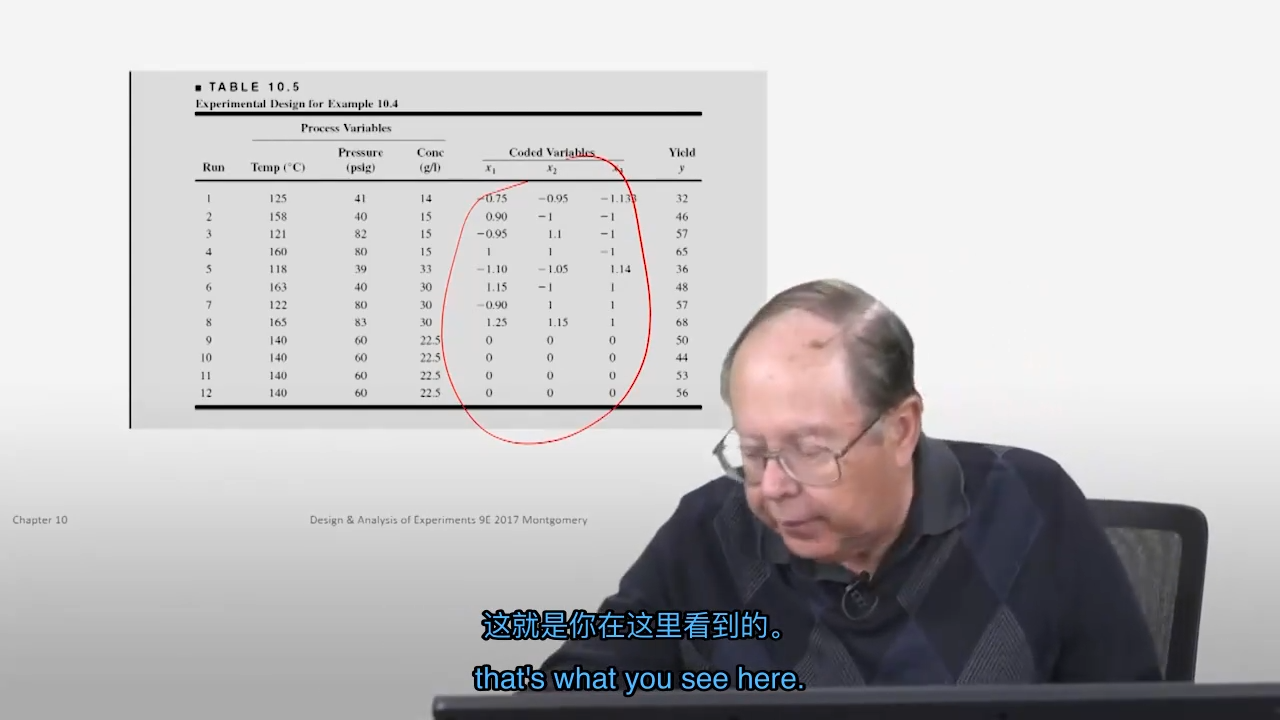 ■ TABLE 10.5
Experimental Design for Example 10.4
Process Variables
Run Temp (°C) Pressure (psig) Conc (g/l) Coded Variables x₁ x₂ x₃ Yield y
1 125 41 14 −0.75 −0.95 −1.133 32
2 158 40 15 0.90 −1 −1 46
3 121 82 15 −0.95 1.1 −1 57
4 160 80 15 1 1 −1 65
5 118 39 33 −1.10 −1.05 1.14 36
6 163 40 30 1.15 −1 1 48
7 122 80 30 −0.90 1 1 57
8 165 83 30 1.25 1.15 1 68
9 140 60 22.5 0 0 0 50
10 140 60 22.5 0 0 0 44
11 140 60 22.5 0 0 0 53
12 140 60 22.5 0 0 0 56
Chapter 10
Design & Analysis of Experiments 9E 2017 Montgomery
这就是你在这里看到的。
that's what you see here.